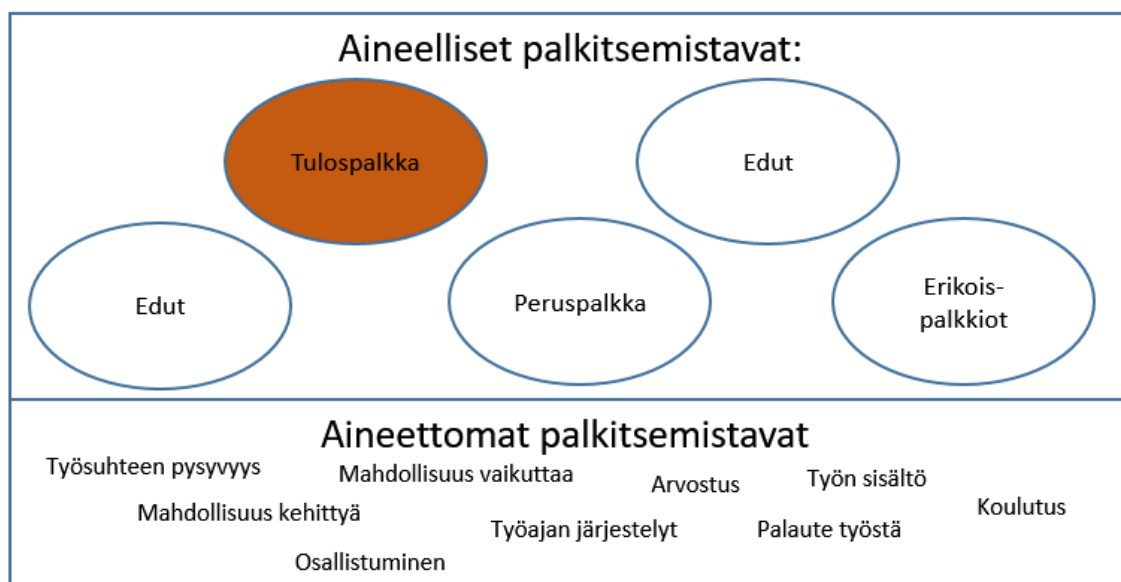 Aineelliset palkitsemistavat:
Tulospalkka
Edut
Edut
Peruspalkka
Erikois-
palkkiot
Aineettomat palkitsemistavat
Työsuhteen pysyvyys
Mahdollisuus vaikuttaa
Arvostus
Työn sisältö
Koulutus
Mahdollisuus kehittyä
Työajan järjestelyt
Palaute työstä
Osallistuminen